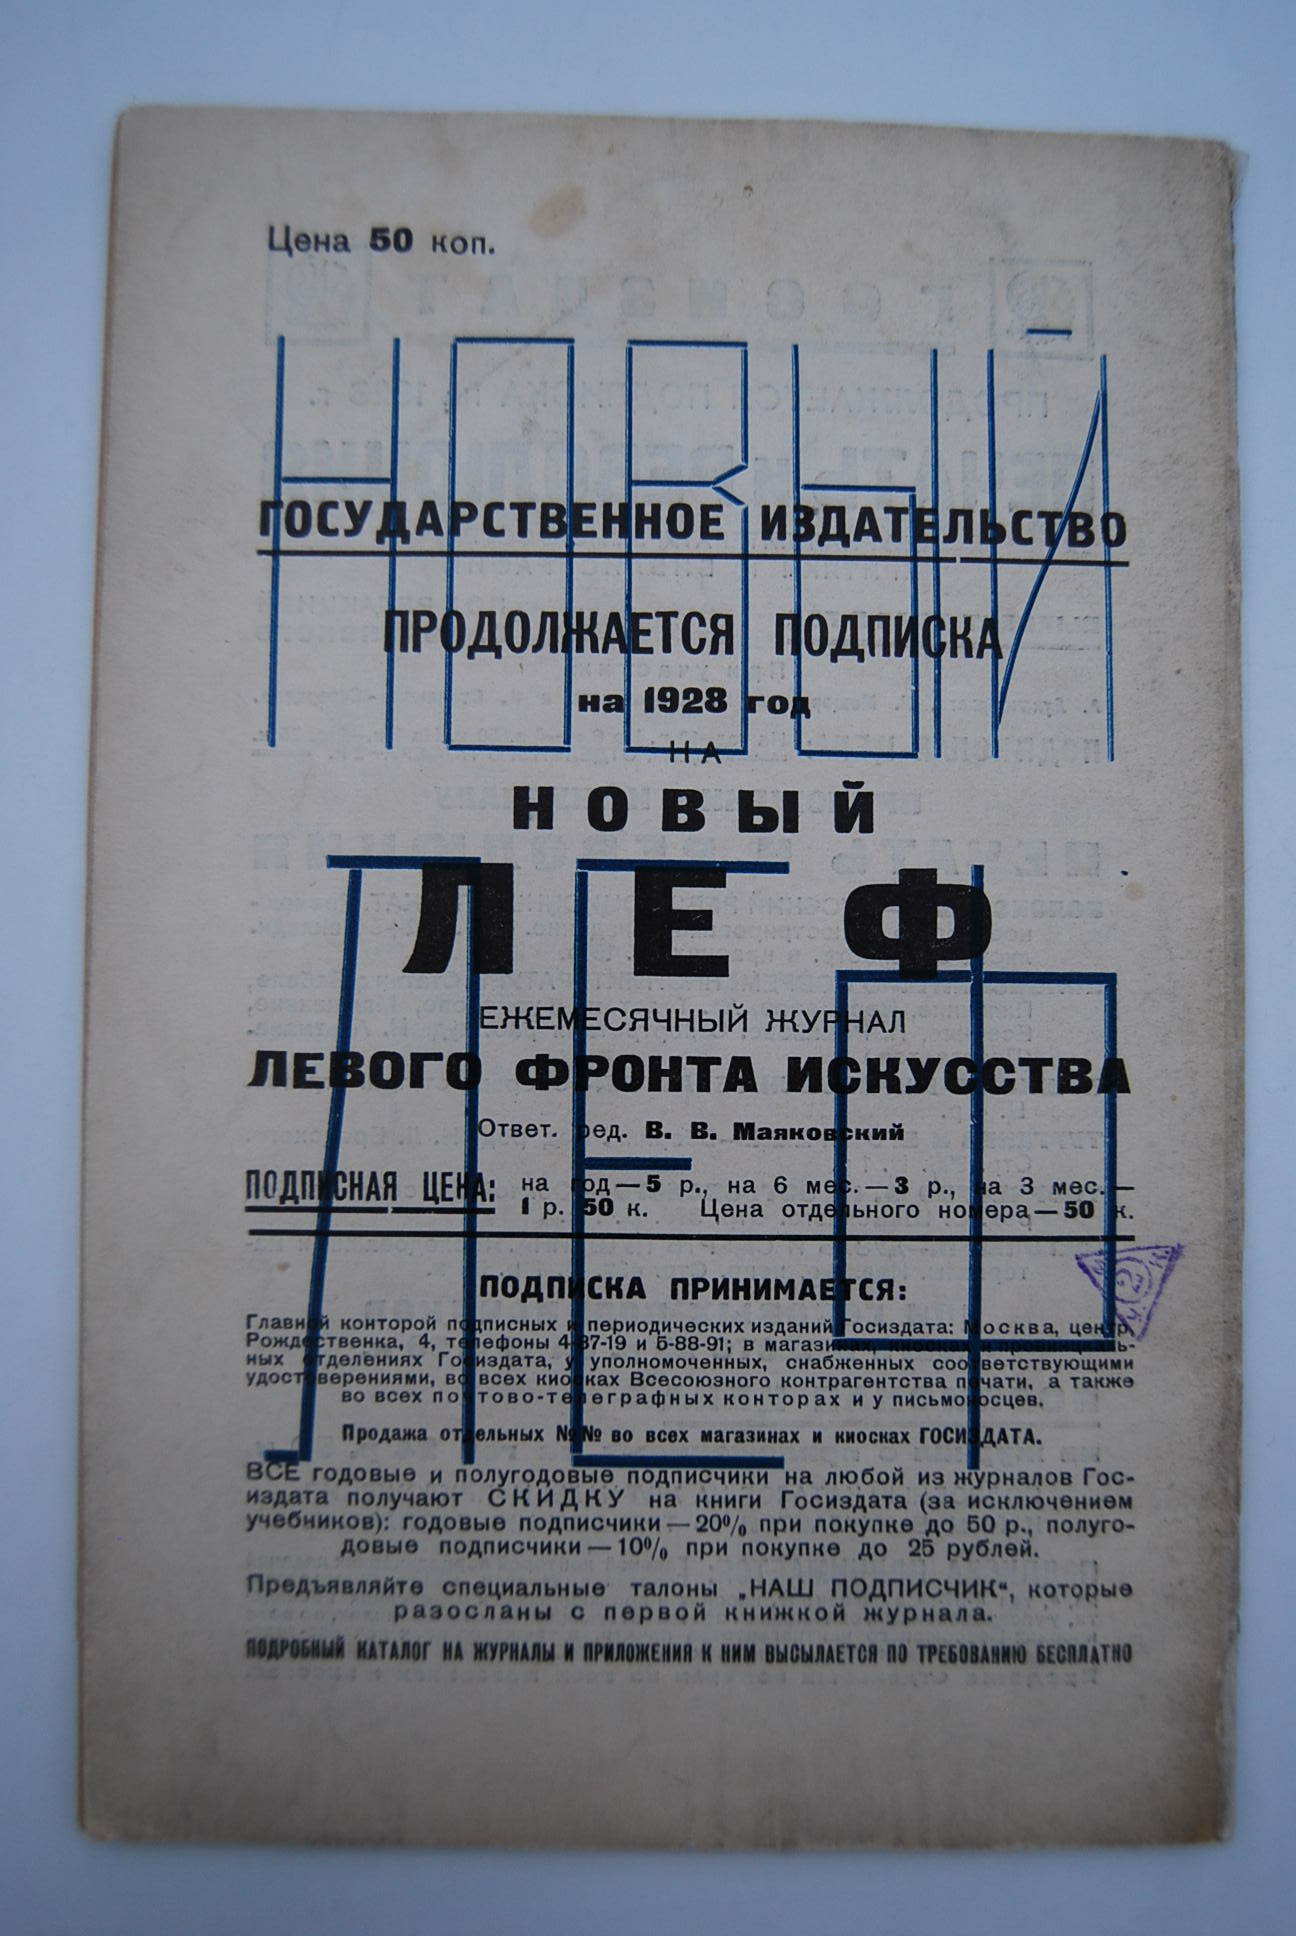 Цена 50 коп.
НОВЫЙ
ГОСУДАРСТВЕННОЕ ИЗДАТЕЛЬСТВО
ПРОДОЛЖАЕТСЯ ПОДПИСКА
на 1928 год
НА
НОВЫЙ
ЛЕФ
ЛЕФ
ЕЖЕМЕСЯЧНЫЙ ЖУРНАЛ
ЛЕВОГО ФРОНТА ИСКУССТВА
Ответ. ред. В. В. Маяковский
ПОДПИСНАЯ ЦЕНА: на год—5 р., на 6 мес.—3 р., на 3 мес.—
1 р. 50 к. Цена отдельного номера—50 к.
ПОДПИСКА ПРИНИМАЕТСЯ:
Главной конторой подписных и периодических изданий Госиздата: Москва, центр,
Рождественка, 4, телефоны 4-87-19 и 5-88-91; в магазинах, киосках и провинциаль-
ных отделениях Госиздата, у уполномоченных, снабженных соответствующими
удостоверениями, во всех киосках Всесоюзного контрагентства печати, а также
во всех почтово-телеграфных конторах и у письмоносцев.
Продажа отдельных №№ во всех магазинах и киосках ГОСИЗДАТА.
ВСЕ годовые и полугодовые подписчики на любой из журналов Гос-
издата получают СКИДКУ на книги Госиздата (за исключением
учебников): годовые подписчики—20% при покупке до 50 р., полуго-
довые подписчики—10% при покупке до 25 рублей.
Предъявляйте специальные талоны „НАШ ПОДПИСЧИК“, которые
разосланы с первой книжкой журнала.
ПОДРОБНЫЙ КАТАЛОГ НА ЖУРНАЛЫ И ПРИЛОЖЕНИЯ К НИМ ВЫСЫЛАЕТСЯ ПО ТРЕБОВАНИЮ БЕСПЛАТНО